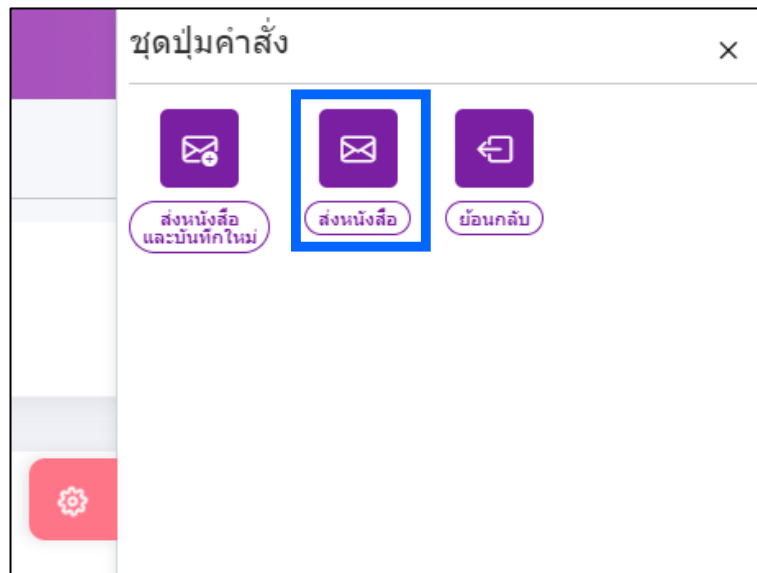 ชุดปุ่มคำสั่ง
ส่งหนังสือ
และบันทึกใหม่
ส่งหนังสือ
ย้อนกลับ